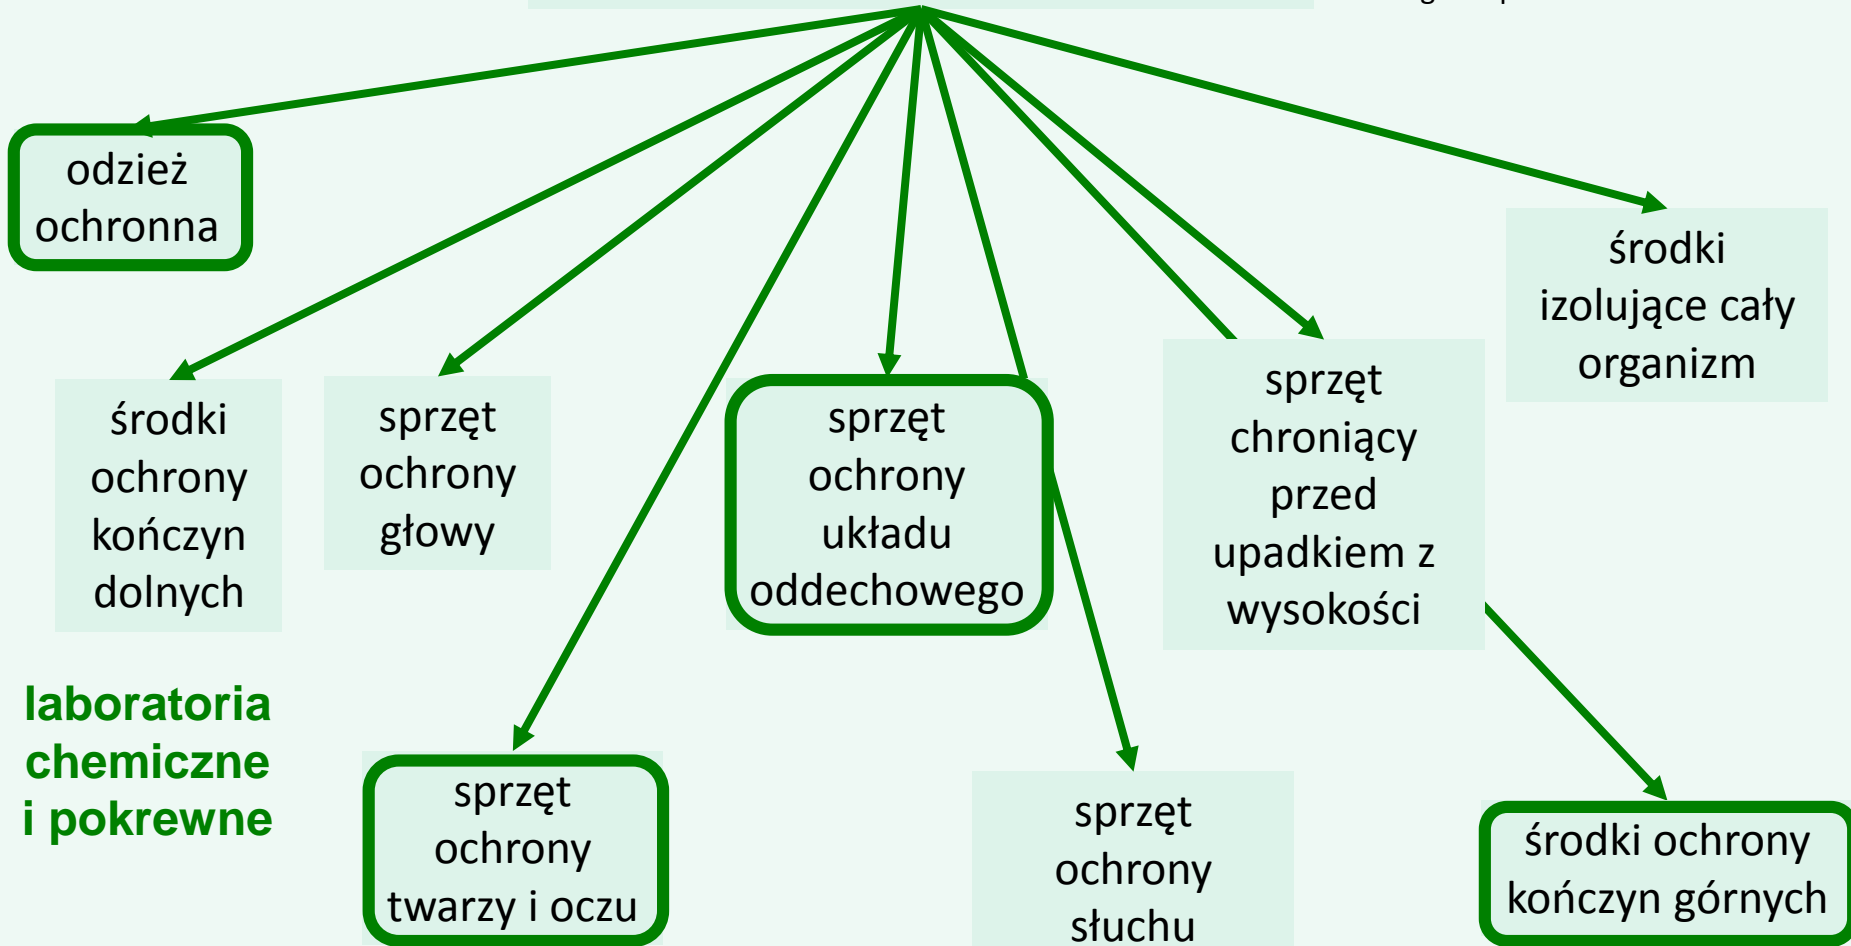 odzież
ochronna
środki
izolujące cały
organizm
środki
ochrony
kończyn
dolnych
sprzęt
ochrony
głowy
sprzęt
ochrony
układu
oddechowego
sprzęt
chroniący
przed
upadkiem z
wysokości
laboratoria
chemiczne
i pokrewne
sprzęt
ochrony
twarzy i oczu
sprzęt
ochrony
słuchu
środki ochrony
kończyn górnych